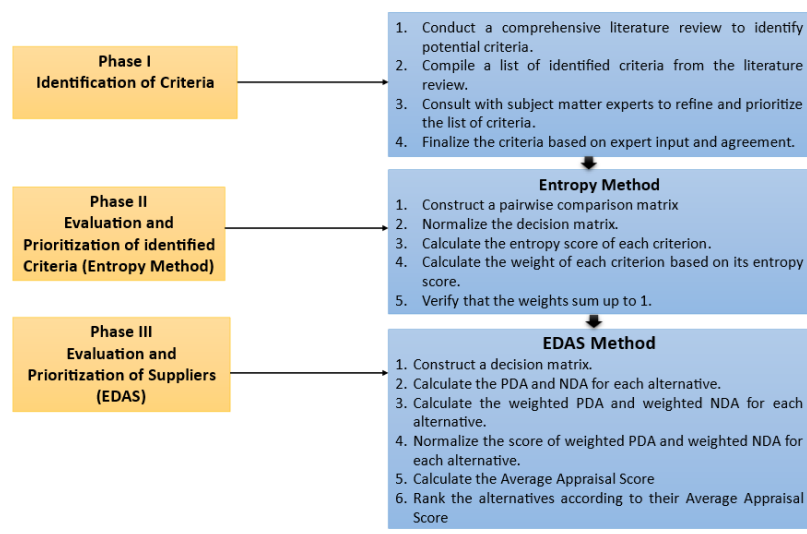 Phase I
Identification of Criteria
1. Conduct a comprehensive literature review to identify
potential criteria.
2. Compile a list of identified criteria from the literature
review.
3. Consult with subject matter experts to refine and prioritize
the list of criteria.
4. Finalize the criteria based on expert input and agreement.
Phase II
Evaluation and
Prioritization of identified
Criteria (Entropy Method)
Entropy Method
1. Construct a pairwise comparison matrix
2. Normalize the decision matrix.
3. Calculate the entropy score of each criterion.
4. Calculate the weight of each criterion based on its entropy
score.
5. Verify that the weights sum up to 1.
Phase III
Evaluation and
Prioritization of Suppliers
(EDAS)
EDAS Method
1. Construct a decision matrix.
2. Calculate the PDA and NDA for each alternative.
3. Calculate the weighted PDA and weighted NDA for each
alternative.
4. Normalize the score of weighted PDA and weighted NDA for
each alternative.
5. Calculate the Average Appraisal Score
6. Rank the alternatives according to their Average Appraisal
Score